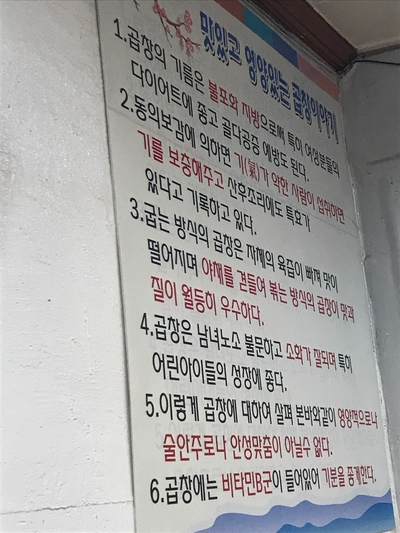 맛있고 영양있는 곱창이야기
1.곱창의 기름은 불포와 지방으로써 특히 여성분들의
다이어트에 좋고 골다공증 예방도 된다.
2.동의보감에 의하면 기(氣)가 약한 사람이 섭취하면
기를 보충해주고 산후조리에도 특효가
있다고 기록하고 있다.
3.굽는 방식의 곱창은 자체의 육즙이 빠져 맛이
떨어지며 야채를 곁들여 볶는 방식의 곱창이 맛과
질이 월등히 우수하다.
4.곱창은 남녀노소 불문하고 소화가 잘되며 특히
어린아이들의 성장에 좋다.
5.이렇게 곱창에 대하여 살펴 본바와같이 영양적으로나
술안주로나 안성맞춤이 아닐수 없다.
6.곱창에는 비타민B군이 들어있어 기분을 좋게한다.